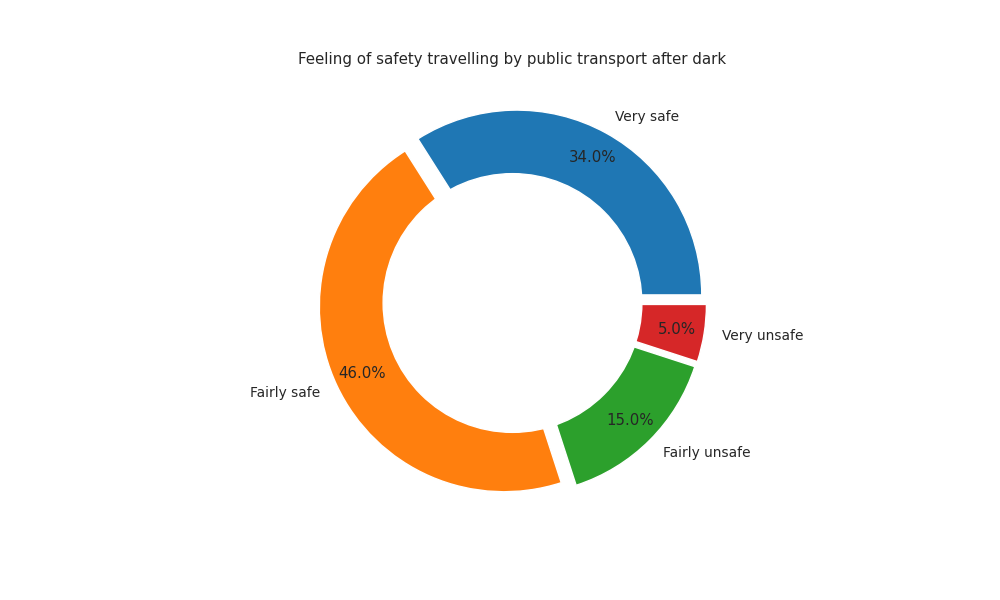 Feeling of safety travelling by public transport after dark
Very safe
34.0%
5.0%
Very unsafe
46.0%
Fairly safe
15.0%
Fairly unsafe